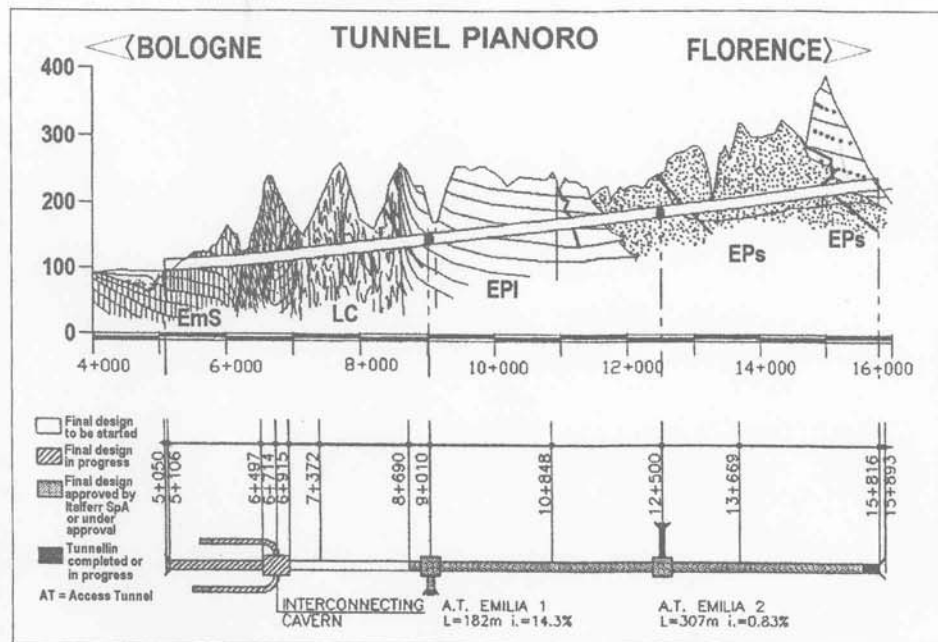 TUNNEL PIANORO
BOLOGNE
FLORENCE
400
300
200
100
0
EmS
LC
EPl
EPs
EPs
4+000
6+000
8+000
10+000
12+000
14+000
16+000
Final design
to be started
Final design
in progress
Final design
approved by
Italferr SpA
or under
approval
Tunnellin
completed or
in progress
AT = Access Tunnel
5+050
5+106
6+497
6+714
6+915
7+372
8+690
9+010
10+848
12+500
13+669
15+816
15+893
INTERCONNECTING
CAVERN
A.T. EMILIA 1
L=182m i.=14.3%
A.T. EMILIA 2
L=307m i.=0.83%